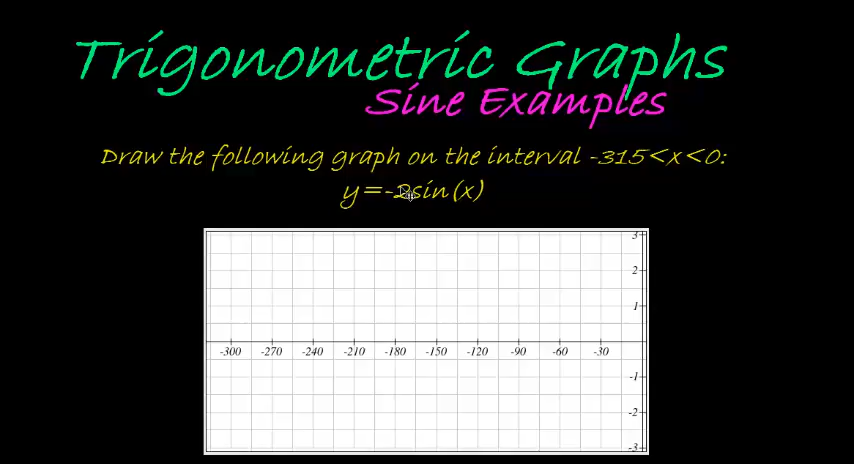 Trigonometric Graphs
Sine Examples
Draw the following graph on the interval -315<x<0:
y=-2sin(x)
3
2
1
-300 -270 -240 -210 -180 -150 -120 -90 -60 -30
-1
-2
-3